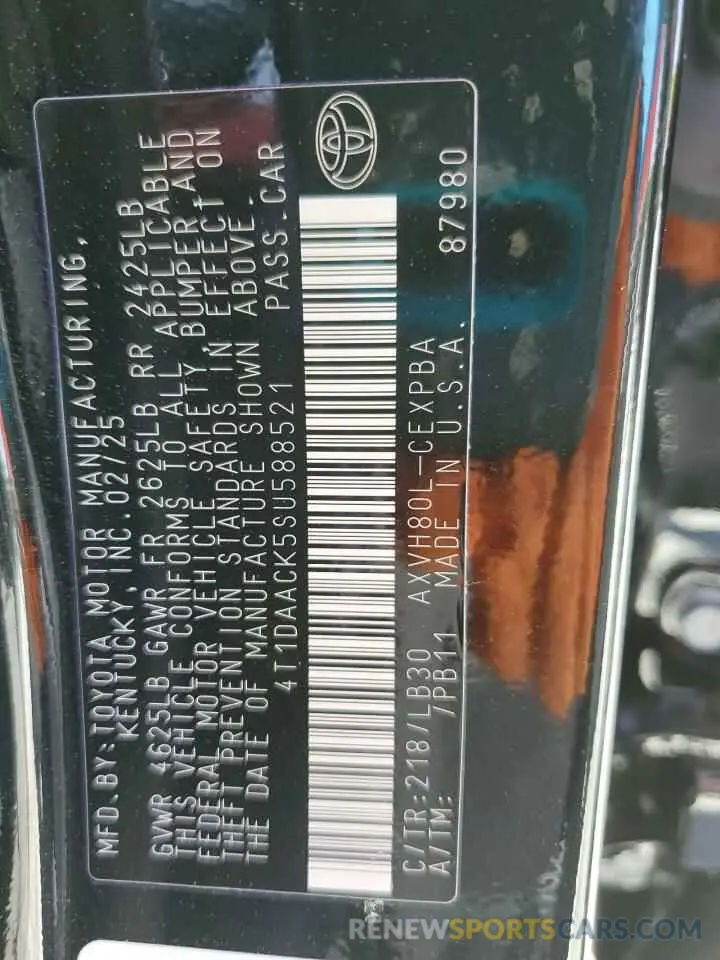 MFD.BY:TOYOTA MOTOR MANUFACTURING,
KENTUCKY, INC.02/25
GVWR 4625LB GAWR FR 2625LB RR 2425LB
THIS VEHICLE CONFORMS TO ALL APPLICABLE
FEDERAL MOTOR VEHICLE SAFETY, BUMPER, AND
THEFT PREVENTION STANDARDS IN EFFECT ON
THE DATE OF MANUFACTURE SHOWN ABOVE.
4T1DAACK5SU588521 PASS.CAR
C/TR:218/LB30 AXVH80L-CEXPBA 87980
A/TM: /PB11 MADE IN U.S.A.
RENEWSPORTSCARS.COM